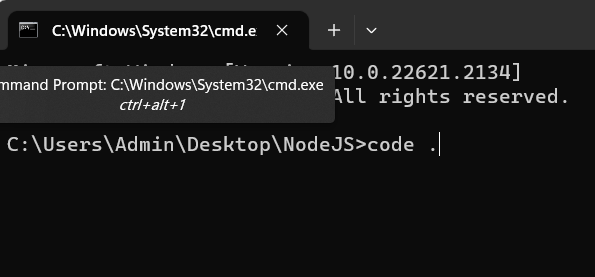 C:\Windows\System32\cmd.e
mmand Prompt: C:\Windows\System32\cmd.exe
ctrl+alt+1
10.0.22621.2134]
All rights reserved.
C:\Users\Admin\Desktop\NodeJS>code .